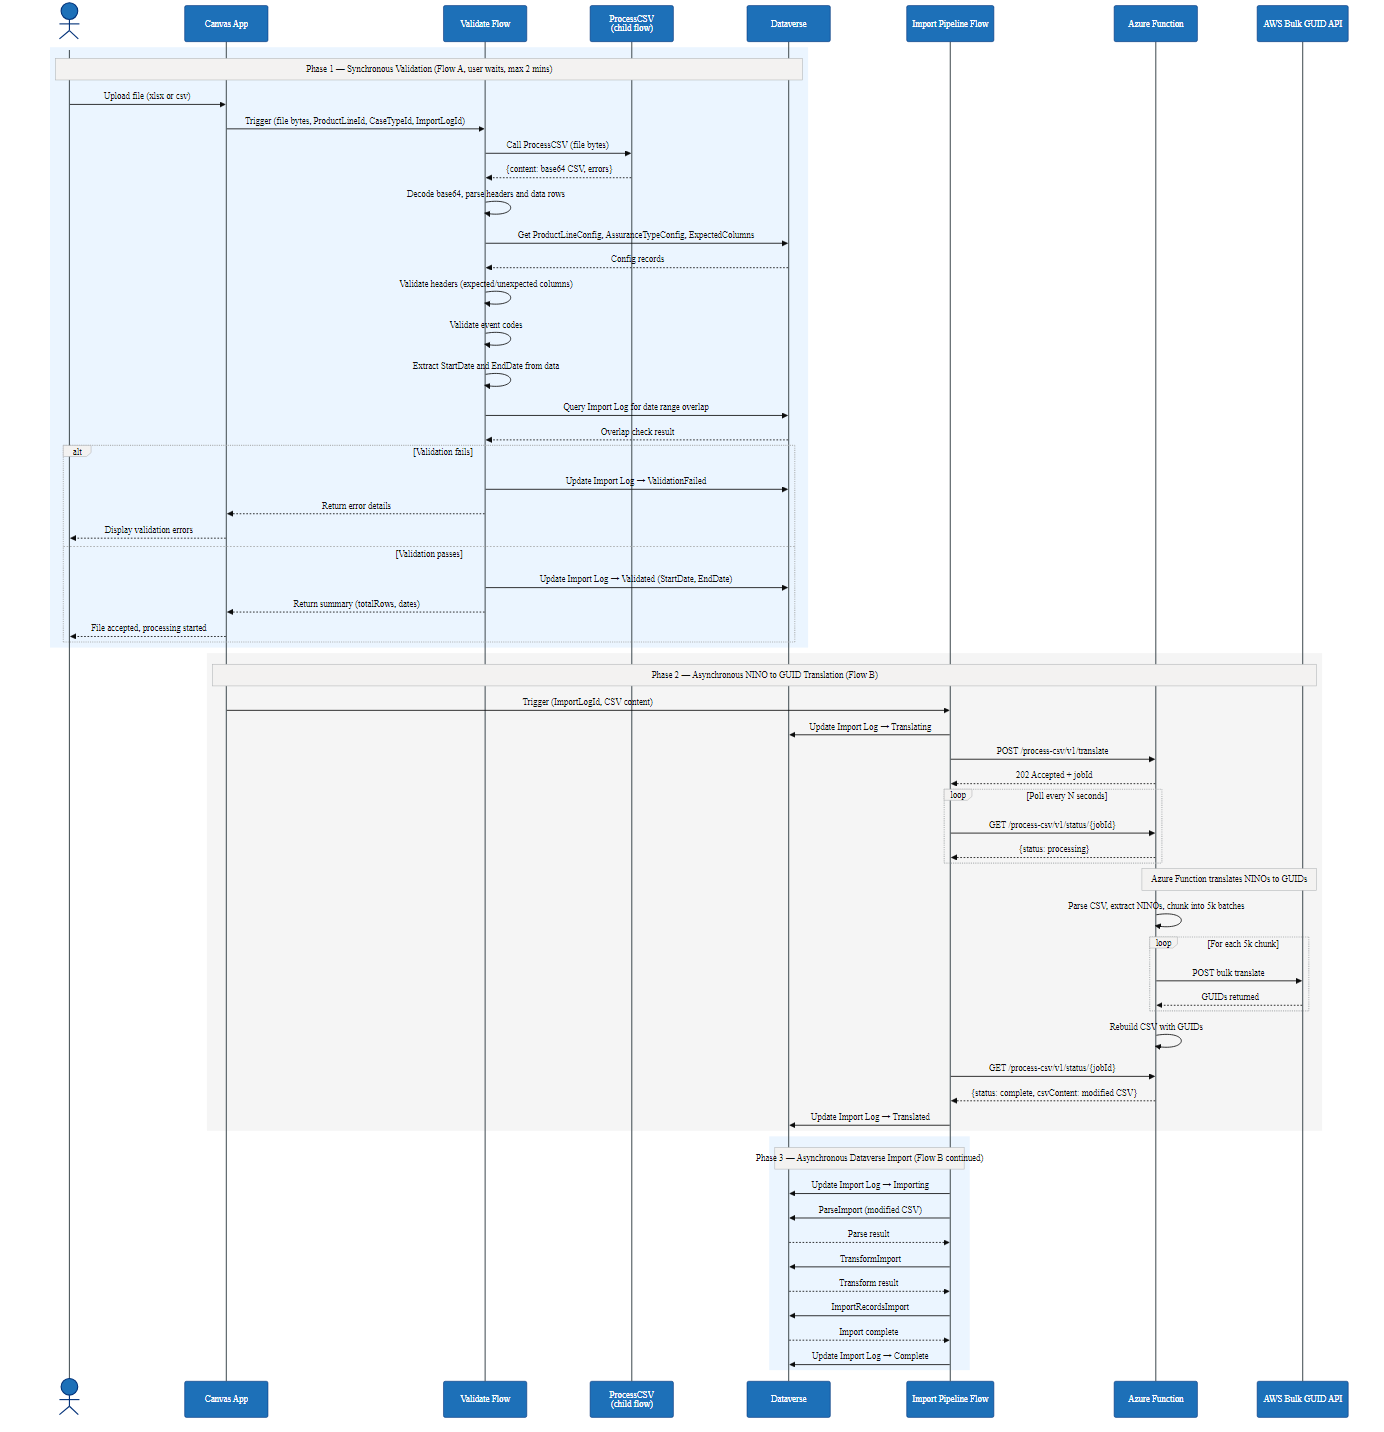 Canvas App
Validate Flow
ProcessCSV
(child flow)
Dataverse
Import Pipeline Flow
Azure Function
AWS Bulk GUID API
Phase 1 — Synchronous Validation (Flow A, user waits, max 2 mins)
Upload file (xlsx or csv)
Trigger (file bytes, ProductLineId, CaseTypeId, ImportLogId)
Call ProcessCSV (file bytes)
{content: base64 CSV, errors}
Decode base64, parse headers and data rows
Get ProductLineConfig, AssuranceTypeConfig, ExpectedColumns
Config records
Validate headers (expected/unexpected columns)
Validate event codes
Extract StartDate and EndDate from data
Query Import Log for date range overlap
Overlap check result
alt
[Validation fails]
Update Import Log → ValidationFailed
Return error details
Display validation errors
[Validation passes]
Update Import Log → Validated (StartDate, EndDate)
Return summary (totalRows, dates)
File accepted, processing started
Phase 2 — Asynchronous NINO to GUID Translation (Flow B)
Trigger (ImportLogId, CSV content)
Update Import Log → Translating
POST /process-csv/v1/translate
202 Accepted + jobId
loop
[Poll every N seconds]
GET /process-csv/v1/status/{jobId}
{status: processing}
Azure Function translates NINOs to GUIDs
Parse CSV, extract NINOs, chunk into 5k batches
loop
[For each 5k chunk]
POST bulk translate
GUIDs returned
Rebuild CSV with GUIDs
GET /process-csv/v1/status/{jobId}
{status: complete, csvContent: modified CSV}
Update Import Log → Translated
Phase 3 — Asynchronous Dataverse Import (Flow B continued)
Update Import Log → Importing
ParseImport (modified CSV)
Parse result
TransformImport
Transform result
ImportRecordsImport
Import complete
Update Import Log → Complete
Canvas App
Validate Flow
ProcessCSV
(child flow)
Dataverse
Import Pipeline Flow
Azure Function
AWS Bulk GUID API